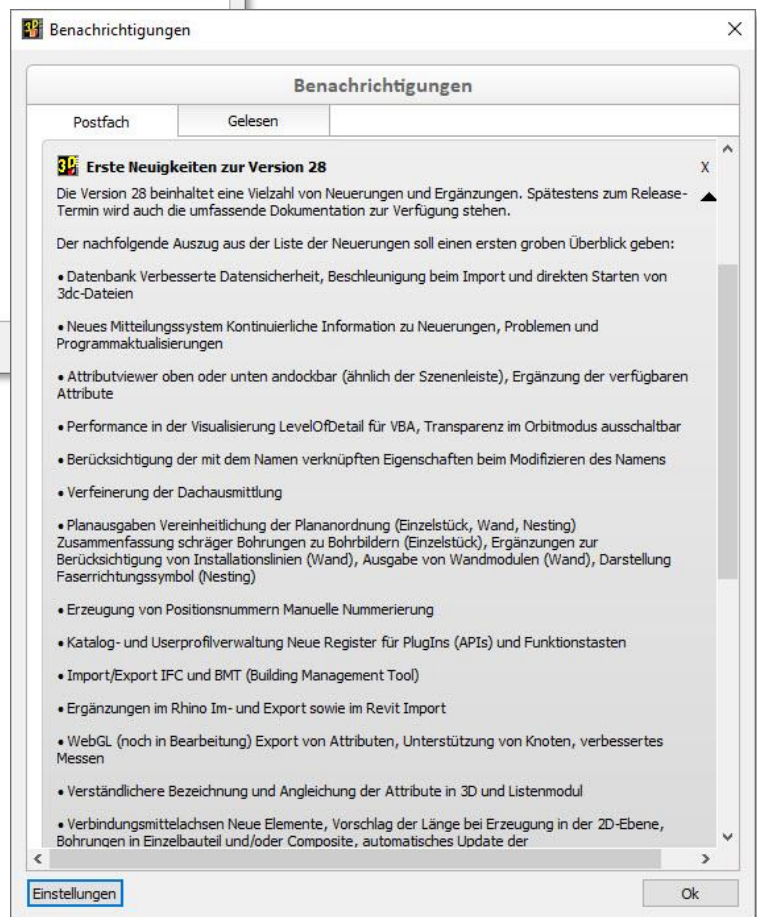 Benachrichtigungen
Benachrichtigungen
Postfach
Gelesen
Erste Neuigkeiten zur Version 28
X
Die Version 28 beinhaltet eine Vielzahl von Neuerungen und Ergänzungen. Spätestens zum Release-
Termin wird auch die umfassende Dokumentation zur Verfügung stehen.
Der nachfolgende Auszug aus der Liste der Neuerungen soll einen ersten groben Überblick geben:
• Datenbank Verbesserte Datensicherheit, Beschleunigung beim Import und direkten Starten von
3dc-Dateien
• Neues Mitteilungssystem Kontinuierliche Information zu Neuerungen, Problemen und
Programmaktualisierungen
• Attributviewer oben oder unten andockbar (ähnlich der Szenenleiste), Ergänzung der verfügbaren
Attribute
• Performance in der Visualisierung LevelOfDetail für VBA, Transparenz im Orbitmodus ausschaltbar
• Berücksichtigung der mit dem Namen verknüpften Eigenschaften beim Modifizieren des Namens
• Verfeinerung der Dachausmittlung
• Planausgaben Vereinheitlichung der Plananordnung (Einzelstück, Wand, Nesting)
Zusammenfassung schräger Bohrungen zu Bohrbildern (Einzelstück), Ergänzungen zur
Berücksichtigung von Installationslinien (Wand), Ausgabe von Wandmodulen (Wand), Darstellung
Faserrichtungssymbol (Nesting)
• Erzeugung von Positionsnummern Manuelle Nummerierung
• Katalog- und Userprofilverwaltung Neue Register für PlugIns (APIs) und Funktionstasten
• Import/Export IFC und BMT (Building Management Tool)
• Ergänzungen im Rhino Im- und Export sowie im Revit Import
• WebGL (noch in Bearbeitung) Export von Attributen, Unterstützung von Knoten, verbessertes
Messen
• Verständlichere Bezeichnung und Angleichung der Attribute in 3D und Listenmodul
• Verbindungsmittelachsen Neue Elemente, Vorschlag der Länge bei Erzeugung in der 2D-Ebene,
Bohrungen in Einzelbauteil und/oder Composite, automatisches Update der
Einstellungen
Ok